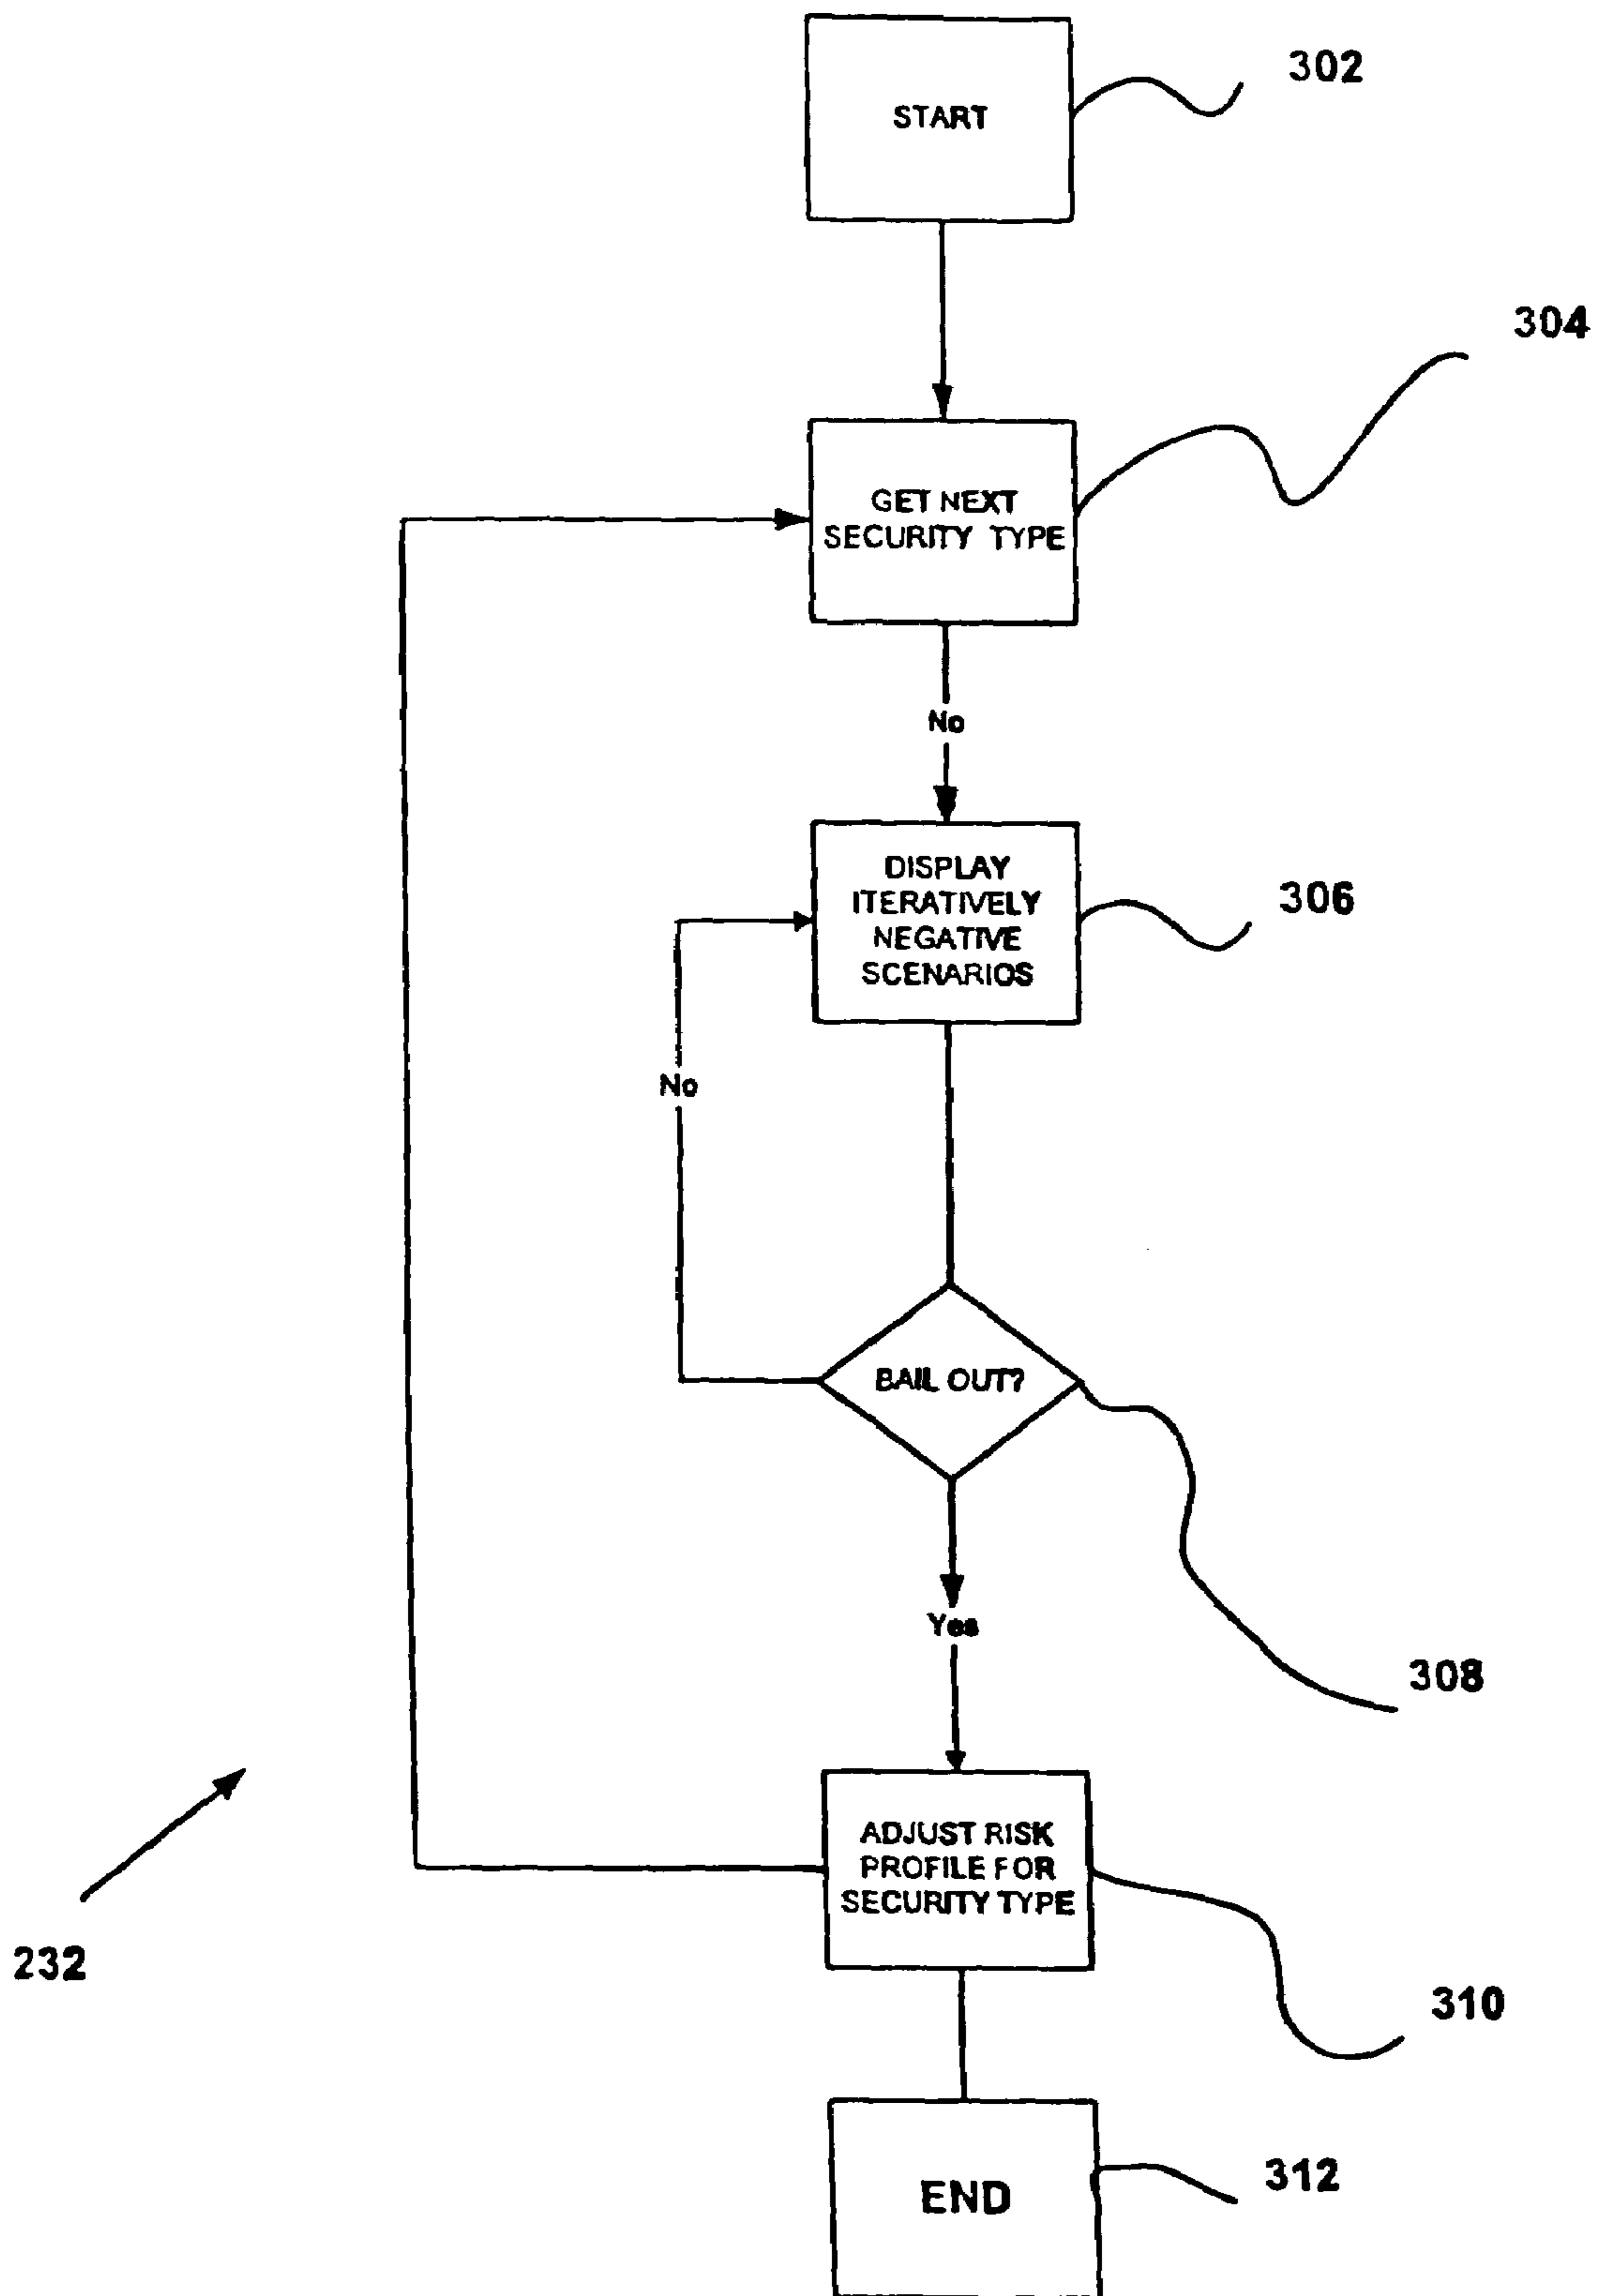 START
302
304
GET NEXT
SECURITY TYPE
No
DISPLAY
ITERATIVELY
NEGATIVE
SCENARIOS
306
No
BAIL OUT?
Yes
308
ADJUST RISK
PROFILE FOR
SECURITY TYPE
232
310
END
312